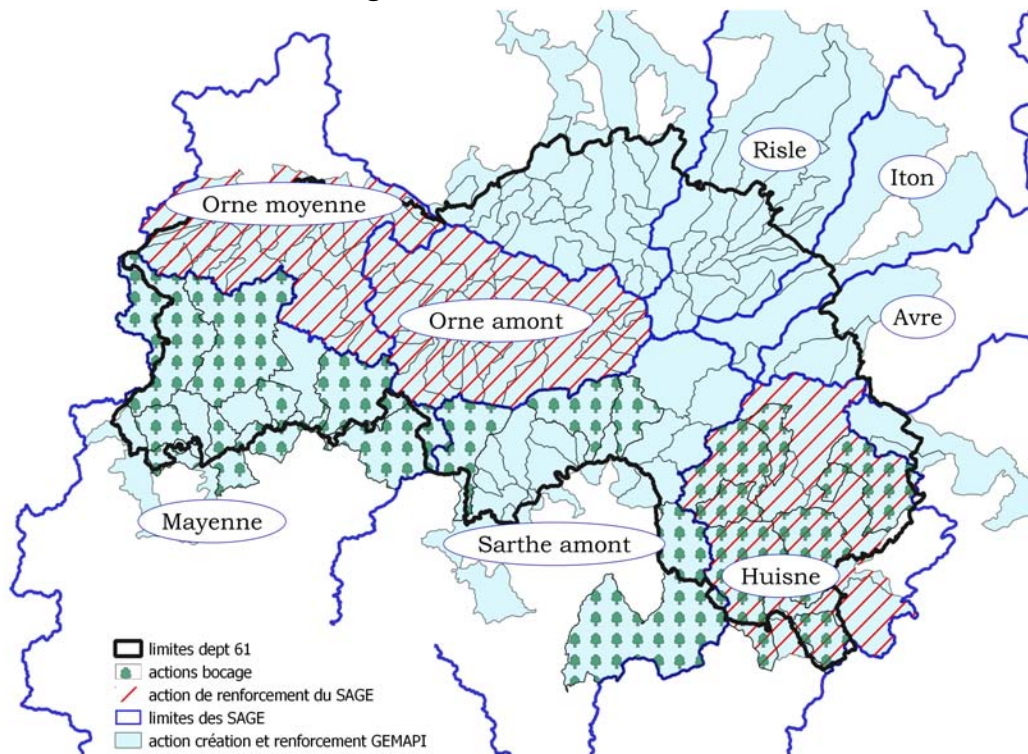 Risle
Iton
Orne moyenne
Orne amont
Avre
Mayenne
Sarthe amont
Huisne
limites dept 61
actions bocage
action de renforcement du SAGE
limites des SAGE
action création et renforcement GEMAPI